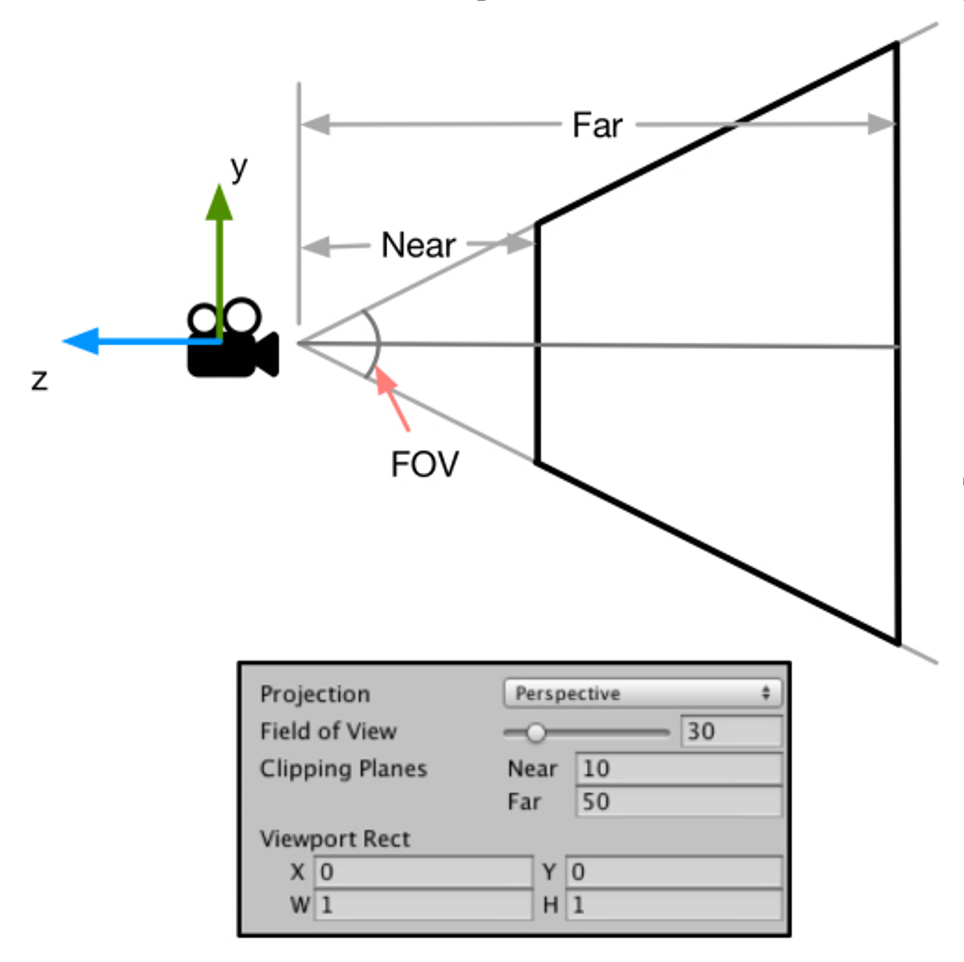 Far
y
Near
z
FOV
Projection Perspective
Field of View 30
Clipping Planes Near 10
Far 50
Viewport Rect
X 0 Y 0
W 1 H 1